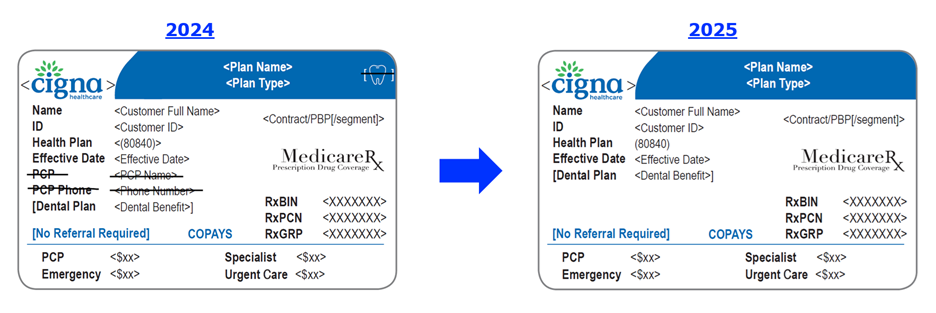 2024
<Plan Name>
<Plan Type>
[ ]
<cigna>
healthcare
Name <Customer Full Name>
ID <Customer ID>
<Contract/PBP[/segment]>
Health Plan <(80840)>
Effective Date <Effective Date>
MedicareRx
Prescription Drug Coverage
PCP <PCP Name>
PCP Phone <Phone Number>
[Dental Plan <Dental Benefit>]
RxBIN <XXXXXXX>
RxPCN <XXXXXXX>
RxGRP <XXXXXXX>
[No Referral Required] COPAYS
PCP <$xx> Specialist <$xx>
Emergency <$xx> Urgent Care <$xx>
2025
<Plan Name>
<Plan Type>
<cigna>
healthcare
Name <Customer Full Name>
ID <Customer ID>
<Contract/PBP[/segment]>
Health Plan (80840)
Effective Date <Effective Date>
MedicareRx
Prescription Drug Coverage
[Dental Plan <Dental Benefit>]
RxBIN <XXXXXXX>
RxPCN <XXXXXXX>
RxGRP <XXXXXXX>
[No Referral Required] COPAYS
PCP <$xx> Specialist <$xx>
Emergency <$xx> Urgent Care <$xx>